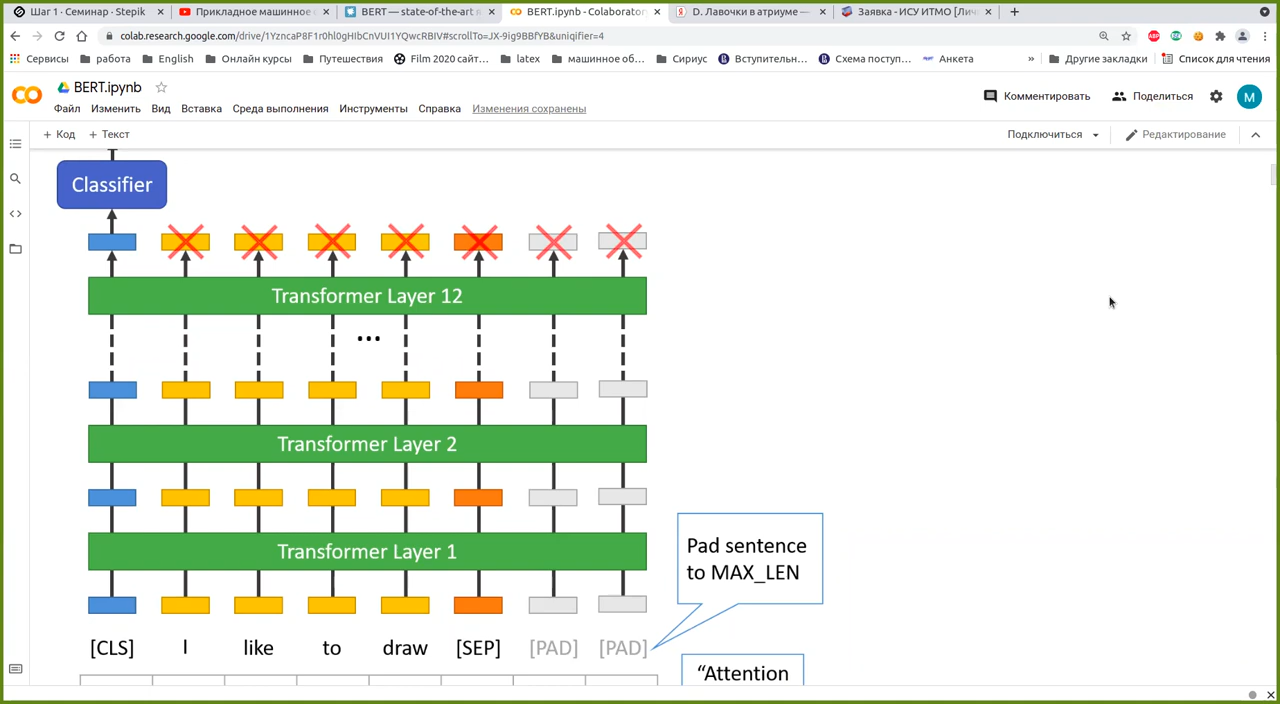 Шаг 1 · Семинар · Stepik
Прикладное машинное о
BERT — state-of-the-art я
BERT.ipynb - Colaborator
D. Лавочки в атриуме —
Заявка - ИСУ ИТМО [Лич
colab.research.google.com/drive/1YzncaP8F1r0hl0gHIbCnVUI1YQwcRBIV#scrollTo=JX-9ig9BBfYB&uniqifier=4
Сервисы
работа
English
Онлайн курсы
Путешествия
Film 2020 сайт...
latex
машинное об...
Сириус
Вступительн...
Схема поступ...
Анкета
»
Другие закладки
Список для чтения
BERT.ipynb
Файл Изменить Вид Вставка Среда выполнения Инструменты Справка Изменения сохранены
Комментировать
Поделиться
M
+ Код + Текст
Подключиться
Редактирование
Classifier
Transformer Layer 12
...
Transformer Layer 2
Transformer Layer 1
Pad sentence
to MAX_LEN
[CLS] I like to draw [SEP] [PAD] [PAD]
“Attention